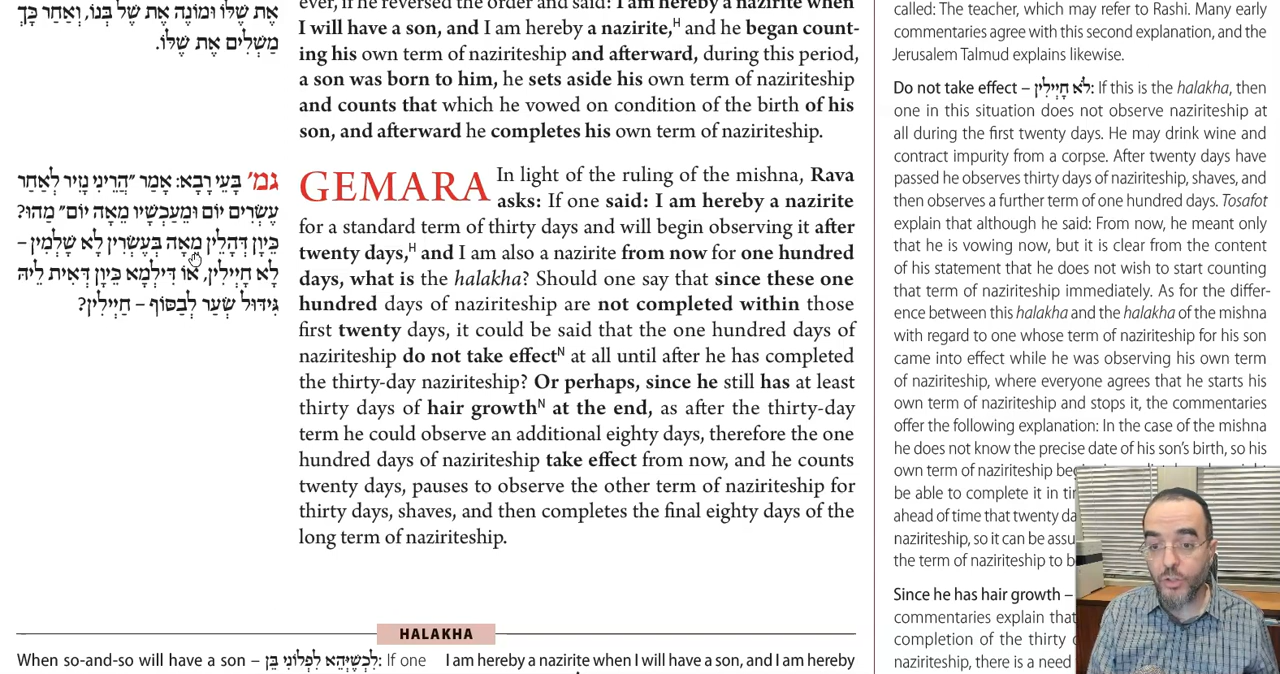 אֶת שֶׁלּוֹ וּמוֹנֶה אֶת שֶׁל בְּנוֹ, וְאַחַר כָּךְ
מַשְׁלִים אֶת שֶׁלּוֹ.
גמ׳ בָּעֵי רָבָא: אָמַר ״הֲרֵינִי נָזִיר לְאַחַר
עֶשְׂרִים יוֹם וּמֵעַכְשָׁיו מֵאָה יוֹם״ מַהוּ?
כֵּיוָן דְּהָלֵין מֵאָה בְּעֶשְׂרִין לָא שָׁלְמִין –
לָא חָיְילִין, אוֹ דִּילְמָא כֵּיוָן דְּאִית לֵיהּ
גִּידּוּל שְׂעַר לְבַסּוֹף – חָיְילִין?
ever, if he reversed the order and said: I am hereby a nazirite when
I will have a son, and I am hereby a nazirite,H and he began count-
ing his own term of naziriteship and afterward, during this period,
a son was born to him, he sets aside his own term of naziriteship
and counts that which he vowed on condition of the birth of his
son, and afterward he completes his own term of naziriteship.
GEMARA In light of the ruling of the mishna, Rava
asks: If one said: I am hereby a nazirite
for a standard term of thirty days and will begin observing it after
twenty days,H and I am also a nazirite from now for one hundred
days, what is the halakha? Should one say that since these one
hundred days of naziriteship are not completed within those
first twenty days, it could be said that the one hundred days of
naziriteship do not take effectN at all until after he has completed
the thirty-day naziriteship? Or perhaps, since he still has at least
thirty days of hair growthN at the end, as after the thirty-day
term he could observe an additional eighty days, therefore the one
hundred days of naziriteship take effect from now, and he counts
twenty days, pauses to observe the other term of naziriteship for
thirty days, shaves, and then completes the final eighty days of the
long term of naziriteship.
called: The teacher, which may refer to Rashi. Many early
commentaries agree with this second explanation, and the
Jerusalem Talmud explains likewise.
Do not take effect – לֹא חָיְילִין: If this is the halakha, then
one in this situation does not observe naziriteship at
all during the first twenty days. He may drink wine and
contract impurity from a corpse. After twenty days have
passed he observes thirty days of naziriteship, shaves, and
then observes a further term of one hundred days. Tosafot
explain that although he said: From now, he meant only
that he is vowing now, but it is clear from the content
of his statement that he does not wish to start counting
that term of naziriteship immediately. As for the differ-
ence between this halakha and the halakha of the mishna
with regard to one whose term of naziriteship for his son
came into effect while he was observing his own term
of naziriteship, where everyone agrees that he starts his
own term of naziriteship and stops it, the commentaries
offer the following explanation: In the case of the mishna
he does not know the precise date of his son's birth, so his
own term of naziriteship
be able to complete it in
ahead of time that twenty
naziriteship, so it can be
the term of naziriteship to
Since he has hair growth –
commentaries explain that
completion of the thirty
naziriteship, there is a need
HALAKHA
When so-and-so will have a son – לִכְשֶׁיְּהֵא לִפְלוֹנִי בֵּן: If one
I am hereby a nazirite when I will have a son, and I am hereby